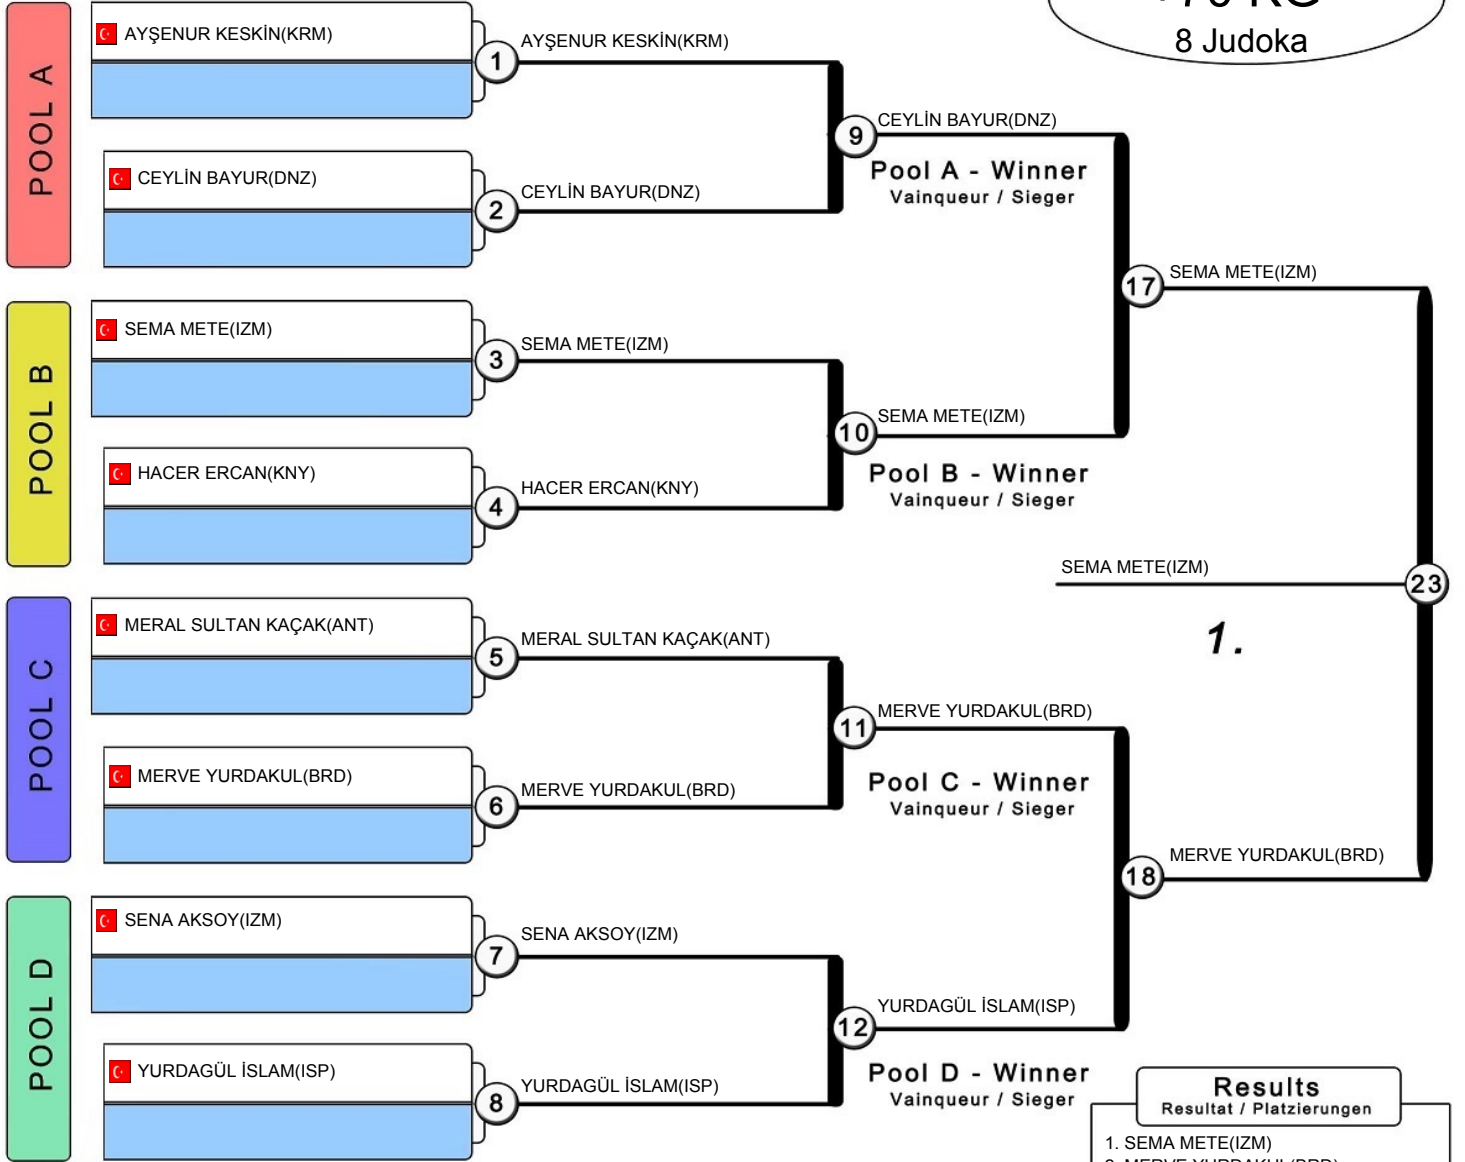 8 Judoka
POOL A
AYŞENUR KESKİN(KRM)
1
AYŞENUR KESKİN(KRM)
CEYLİN BAYUR(DNZ)
2
CEYLİN BAYUR(DNZ)
9
CEYLİN BAYUR(DNZ)
Pool A - Winner
Vainqueur / Sieger
POOL B
SEMA METE(IZM)
3
SEMA METE(IZM)
HACER ERCAN(KNY)
4
HACER ERCAN(KNY)
10
SEMA METE(IZM)
Pool B - Winner
Vainqueur / Sieger
17
SEMA METE(IZM)
SEMA METE(IZM)
23
1.
POOL C
MERAL SULTAN KAÇAK(ANT)
5
MERAL SULTAN KAÇAK(ANT)
MERVE YURDAKUL(BRD)
6
MERVE YURDAKUL(BRD)
11
MERVE YURDAKUL(BRD)
Pool C - Winner
Vainqueur / Sieger
18
MERVE YURDAKUL(BRD)
POOL D
SENA AKSOY(IZM)
7
SENA AKSOY(IZM)
YURDAGÜL İSLAM(ISP)
8
YURDAGÜL İSLAM(ISP)
12
YURDAGÜL İSLAM(ISP)
Pool D - Winner
Vainqueur / Sieger
Results
Resultat / Platzierungen
1. SEMA METE(IZM)
2. MERVE YURDAKUL(BRD)